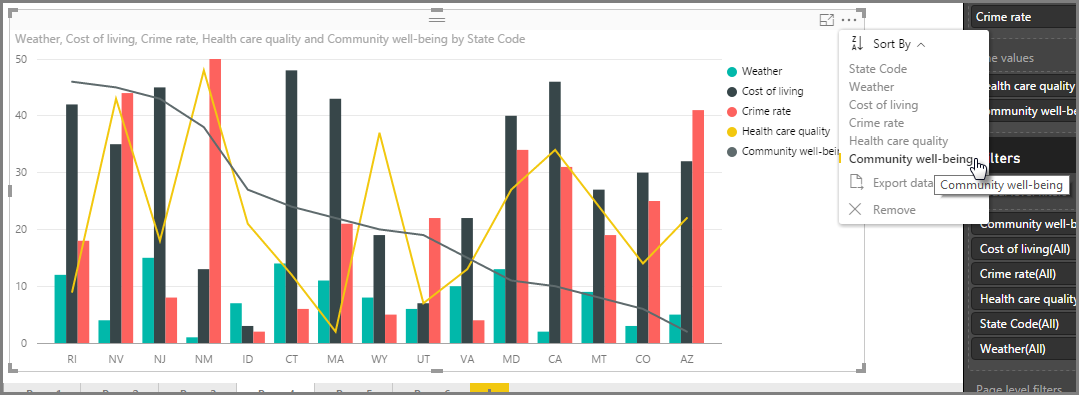 Weather, Cost of living, Crime rate, Health care quality and Community well-being by State Code
50
40
30
20
10
0
RI NV NJ NM ID CT MA WY UT VA MD CA MT CO AZ
Weather
Cost of living
Crime rate
Health care quality
Community well-bein
Sort By
State Code
Weather
Cost of living
Crime rate
Health care quality
Community well-being
Export data
Remove
Community well-being
Crime rate
values
Health care quality
Community well-be
Filters
Community well-b
Cost of living(All)
Crime rate(All)
Health care quality
State Code(All)
Weather(All)
Page level filters